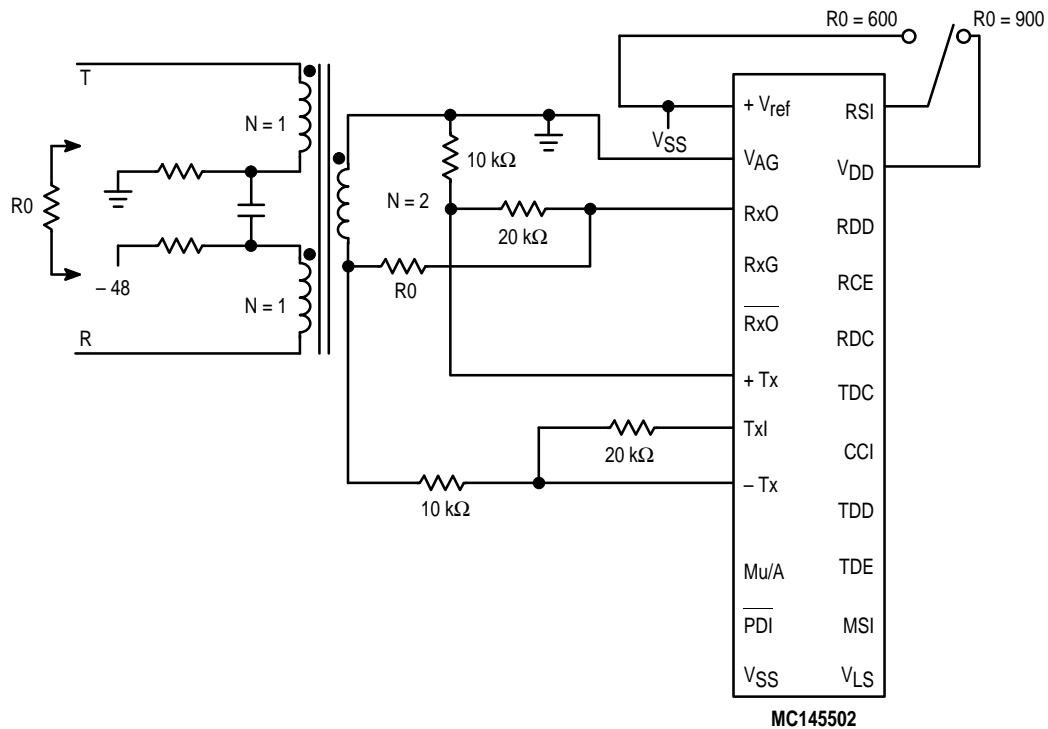 R0 = 600
R0 = 900
T
N = 1
R0
– 48
N = 1
R
N = 2
10 kΩ
20 kΩ
R0
20 kΩ
10 kΩ
VSS
+ Vref
VAG
RxO
RxG
RxO
+ Tx
TxI
– Tx
Mu/A
PDI
VSS
RSI
VDD
RDD
RCE
RDC
TDC
CCI
TDD
TDE
MSI
VLS
MC145502